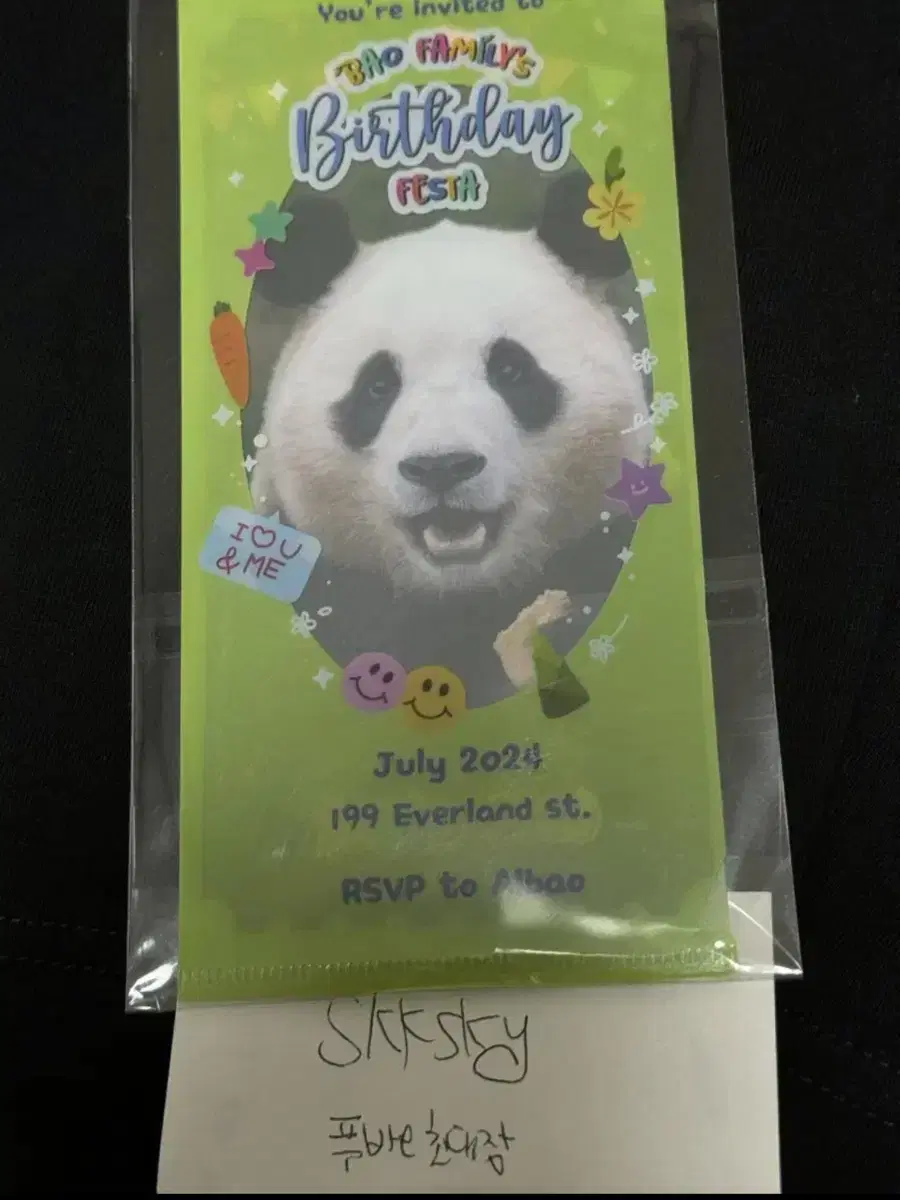 You're invited to
BAO FAMILY's
Birthday
FESTA
I♡U
& ME
July 2024
199 Everland st.
RSVP to Aibao
Skksky
푸바오 초대장